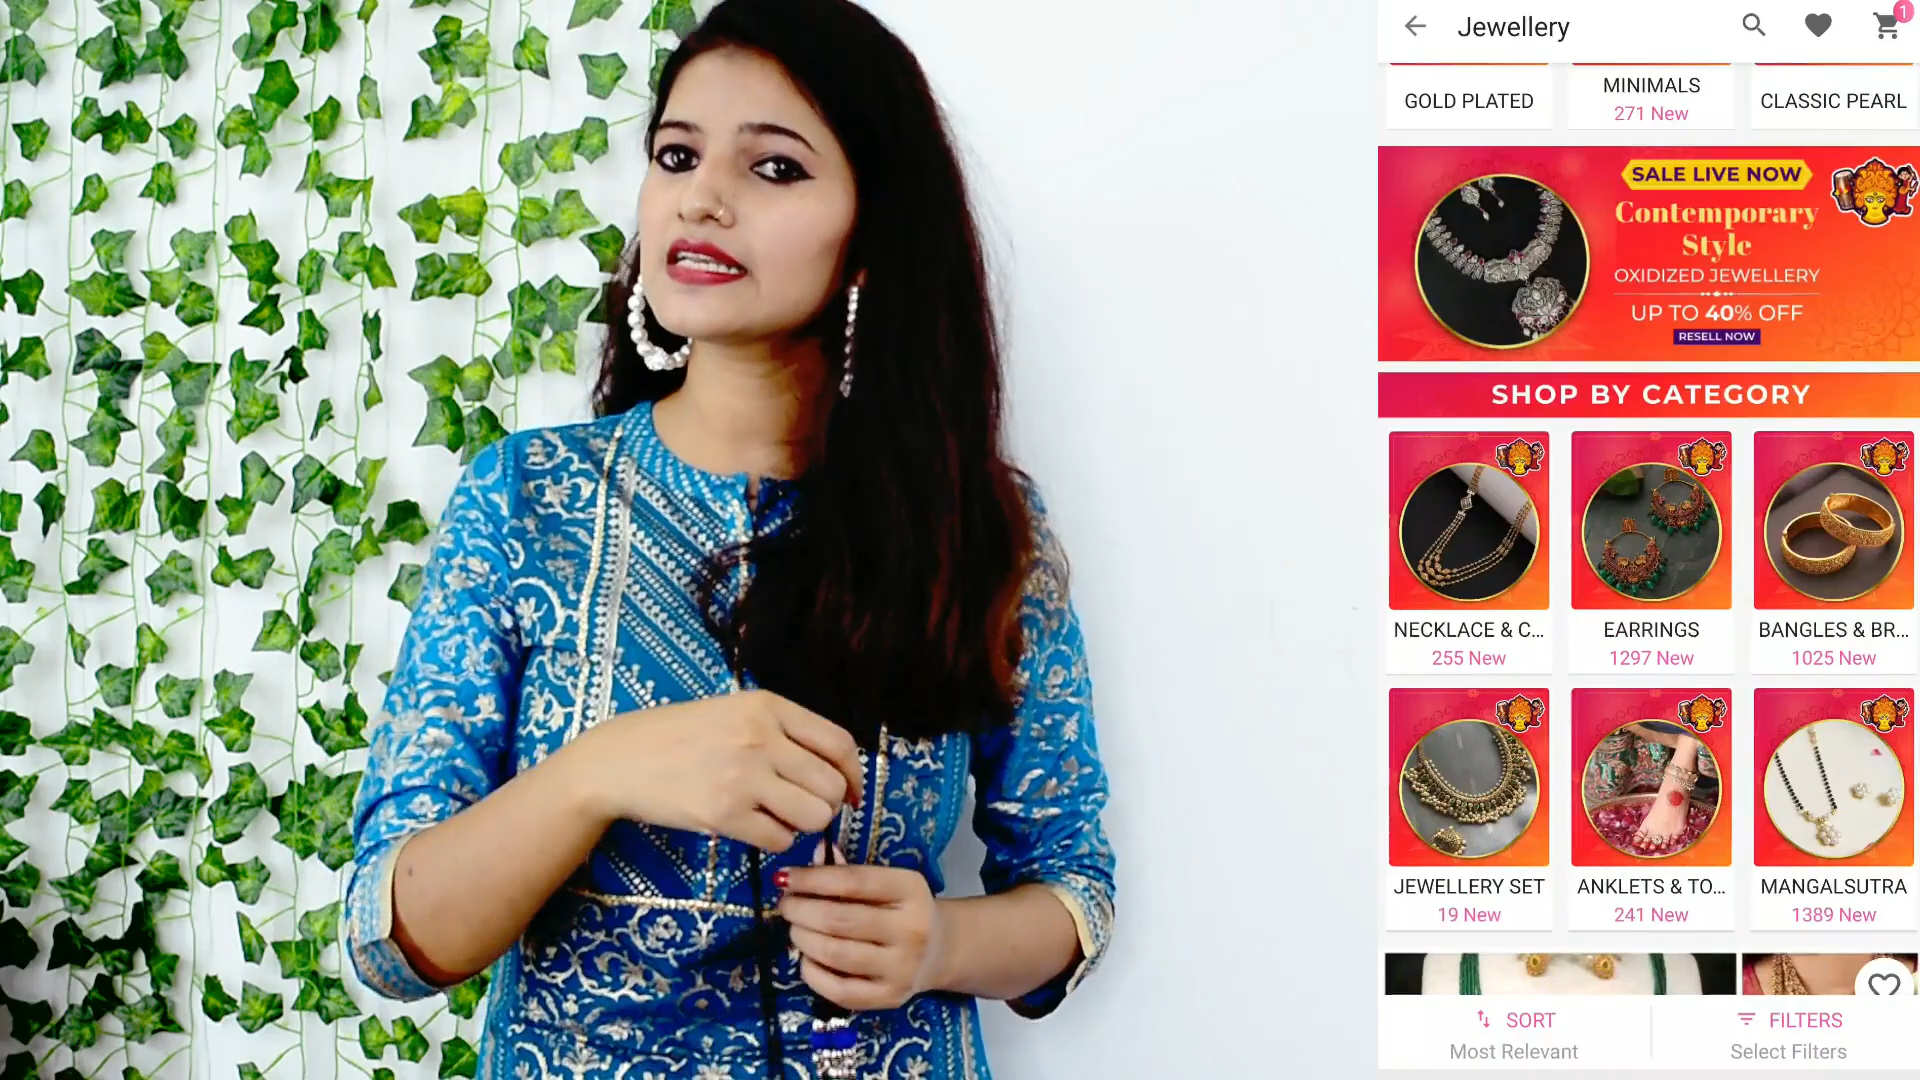 Jewellery
1
GOLD PLATED
MINIMALS
271 New
CLASSIC PEARL
SALE LIVE NOW
Contemporary
Style
OXIDIZED JEWELLERY
UP TO 40% OFF
RESELL NOW
SHOP BY CATEGORY
NECKLACE & C...
255 New
EARRINGS
1297 New
BANGLES & BR...
1025 New
JEWELLERY SET
19 New
ANKLETS & TO...
241 New
MANGALSUTRA
1389 New
SORT
Most Relevant
FILTERS
Select Filters